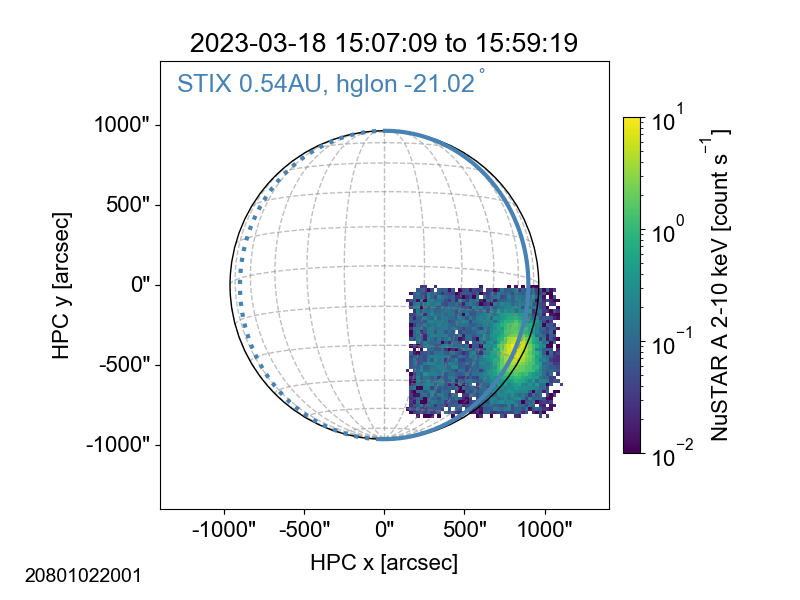 2023-03-18 15:07:09 to 15:59:19
STIX 0.54AU, hglon -21.02°
1000"
500"
0"
-500"
-1000"
HPC y [arcsec]
-1000" -500" 0" 500" 1000"
HPC x [arcsec]
10¹
10⁰
10⁻¹
10⁻²
NuSTAR A 2-10 keV [count s⁻¹]
20801022001